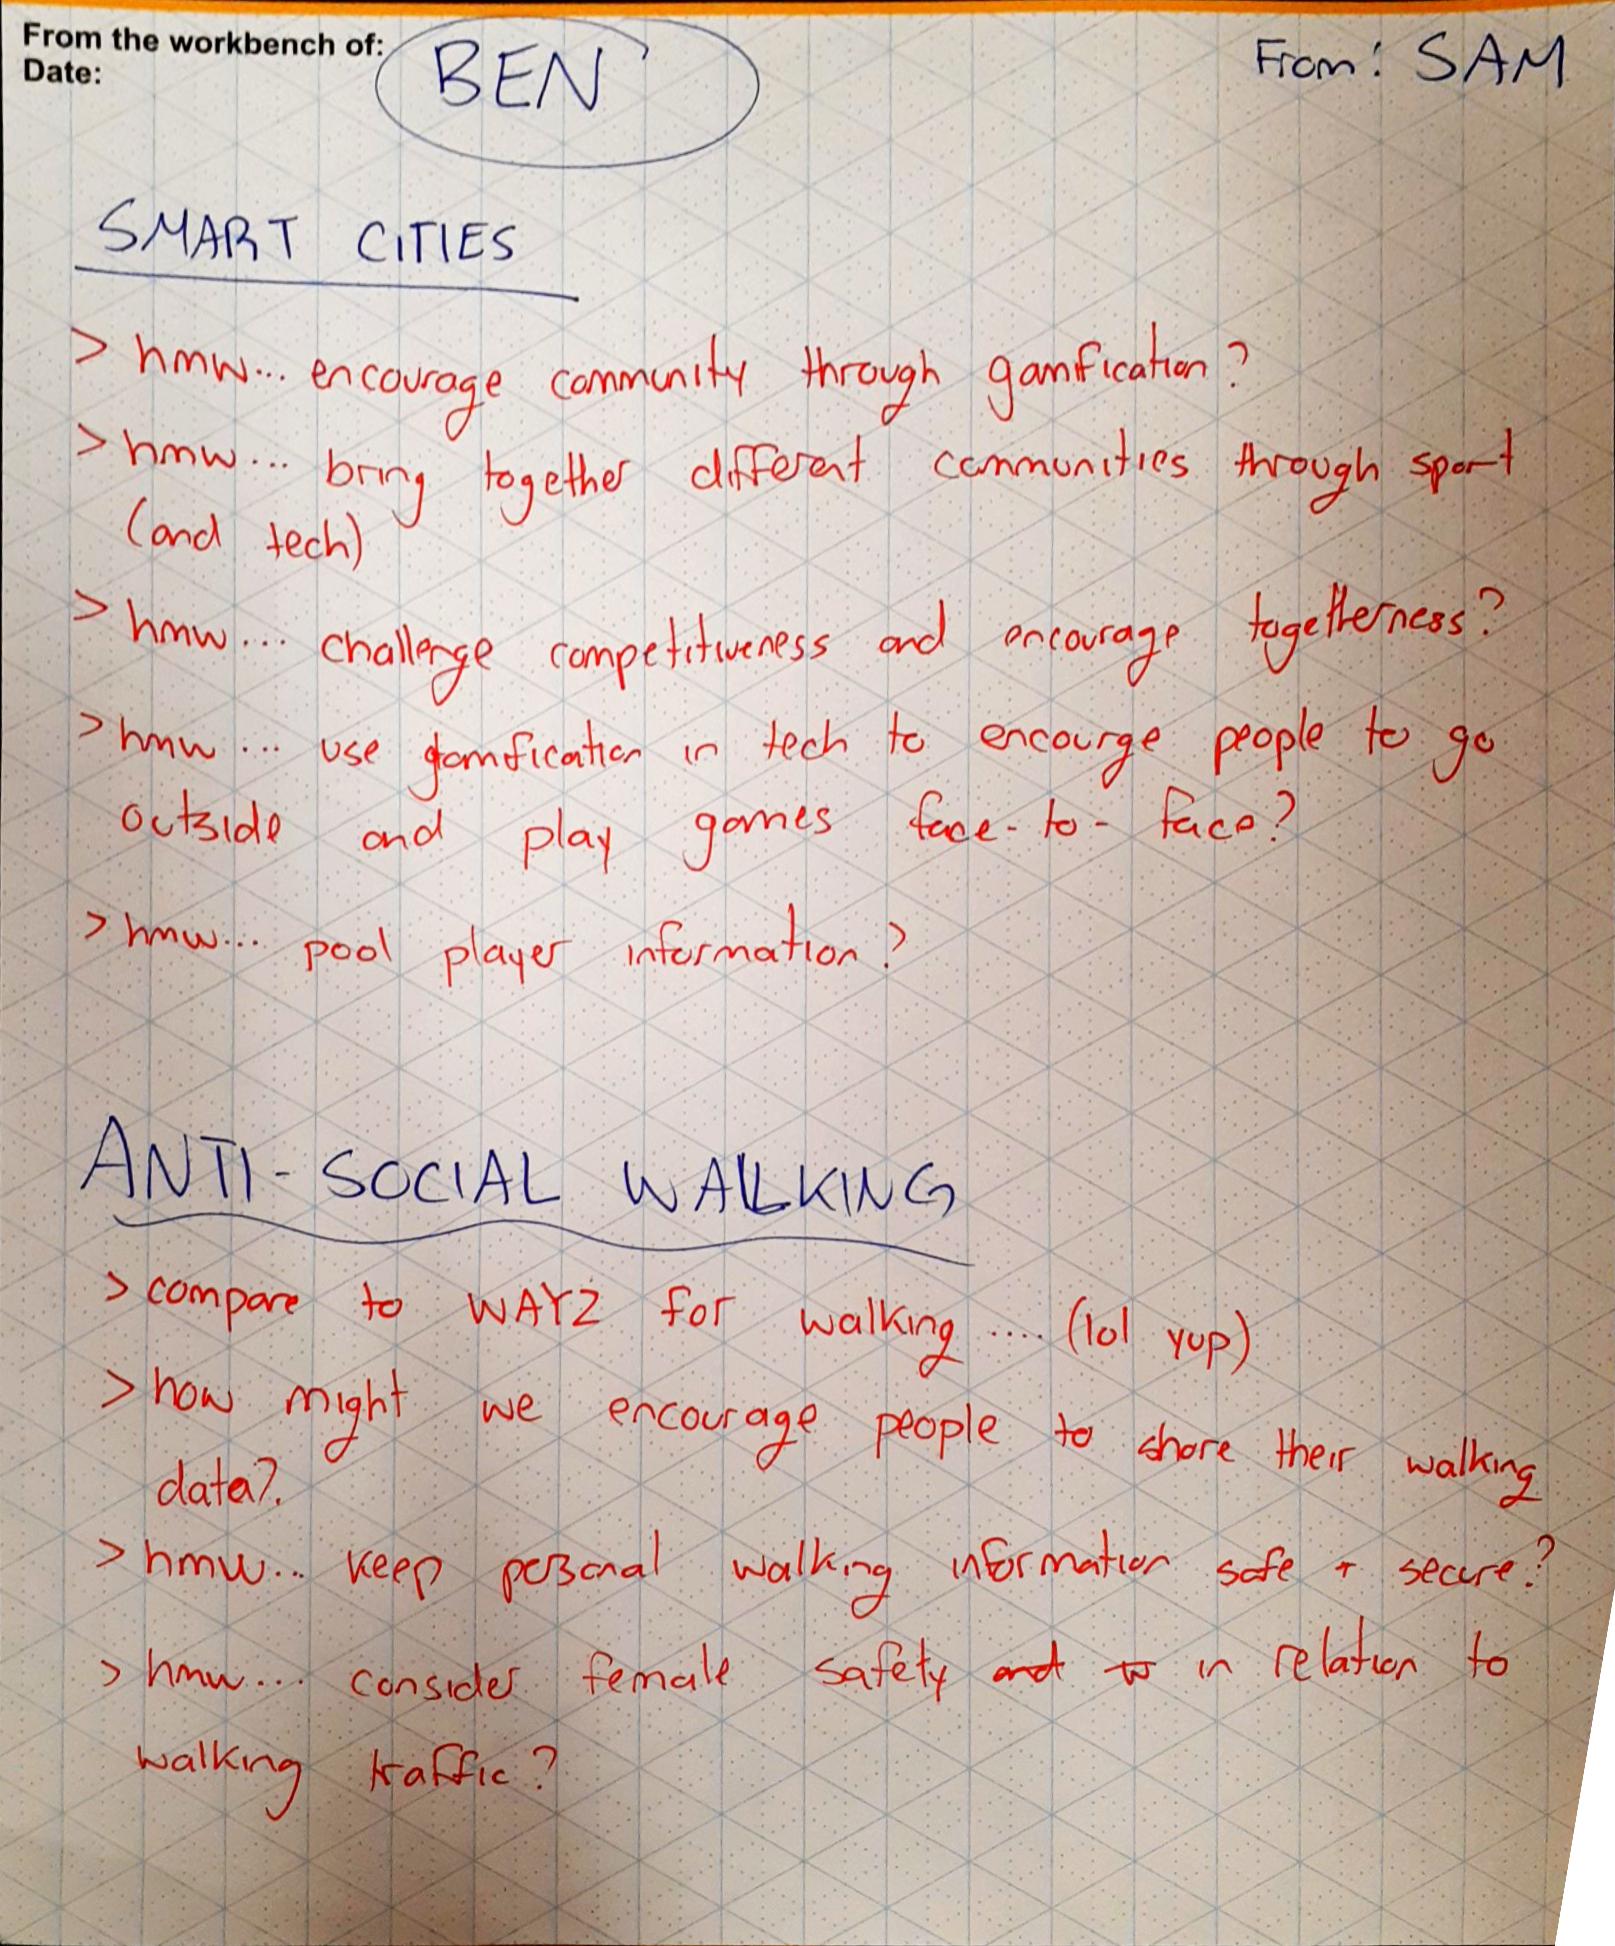 From the workbench of: BEN
From: SAM
Date:
SMART CITIES
> hmw... encourage community through gamfication?
> hmw... bring together different communities through sport
(and tech)
> hmw... challenge competitiveness and encourage togetherness?
> hmw... use gamfication in tech to encourge people to go
outside and play games face-to-face?
> hmw... pool player information?
ANTI-SOCIAL WALKING
> compare to WAYZ for walking .... (lol yup)
> how might we encourage people to share their walking
data?.
> hmw... keep personal walking information safe + secure?
> hmw... consider female safety and to in relation to
walking traffic?